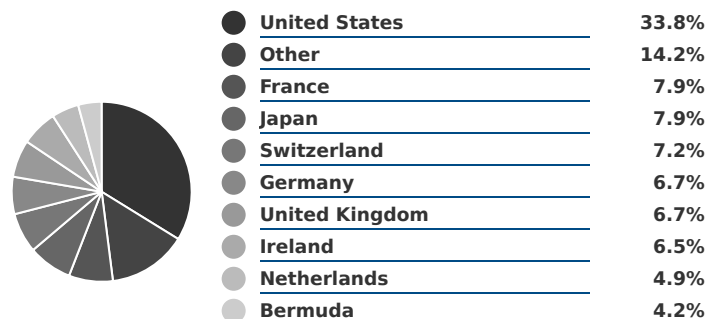 United States 33.8%
Other 14.2%
France 7.9%
Japan 7.9%
Switzerland 7.2%
Germany 6.7%
United Kingdom 6.7%
Ireland 6.5%
Netherlands 4.9%
Bermuda 4.2%